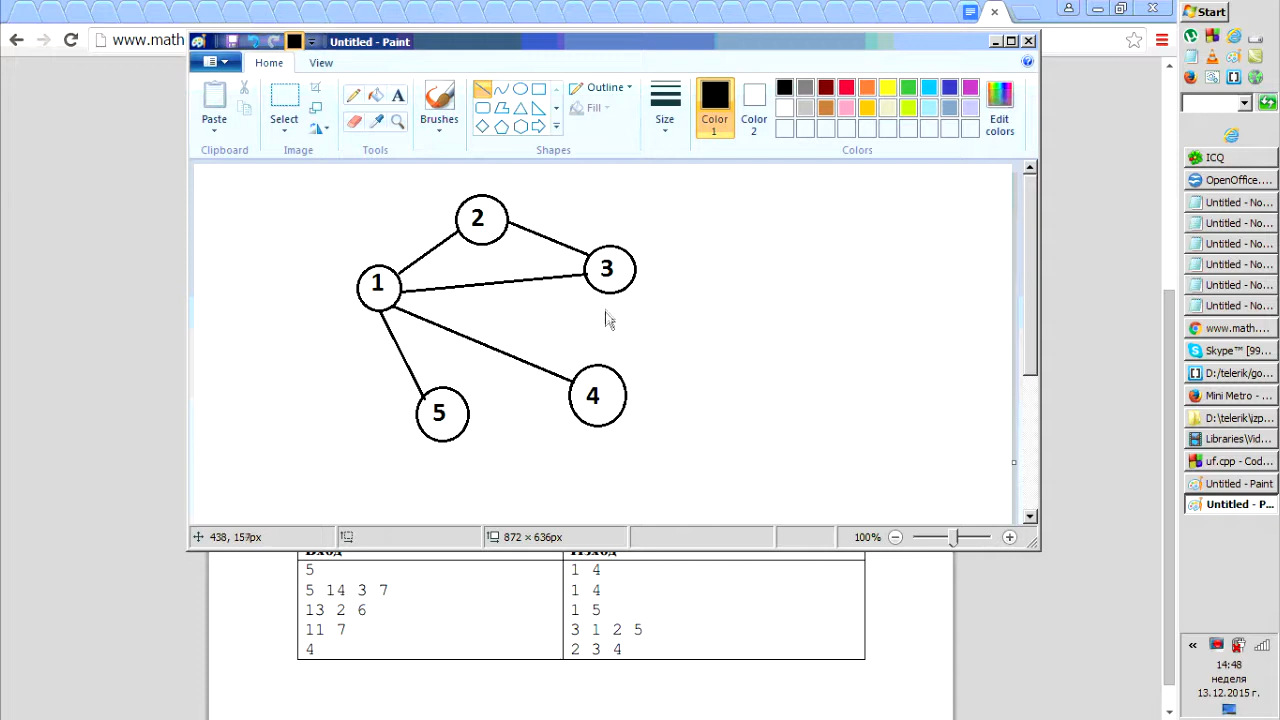 Start
www.math
Untitled - Paint
Home
View
Paste
Select
Brushes
Size
Color
1
Color
2
Edit
colors
Outline
Fill
Clipboard
Image
Tools
Shapes
Colors
2
3
1
4
5
438, 157px
872 × 636px
100%
Вход
Изход
5
5 14 3 7
13 2 6
11 7
4
1 4
1 4
1 5
3 1 2 5
2 3 4
ICQ
OpenOffice....
Untitled - No...
Untitled - No...
Untitled - No...
Untitled - No...
Untitled - No...
Untitled - No...
www.math....
Skype™ [99...
D:/telerik/go...
Mini Metro - ...
D:\telerik\izp...
Libraries\Vid...
uf.cpp - Cod...
Untitled - Paint
Untitled - P...
14:48
неделя
13.12.2015 г.